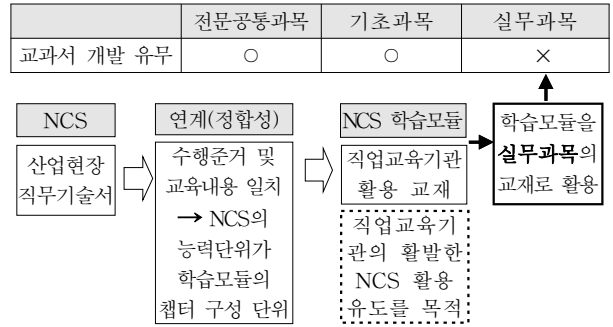 전문공통과목 기초과목 실무과목
교과서 개발 유무 ○ ○ ×
NCS
산업현장
직무기술서
연계(정합성)
수행준거 및
교육내용 일치
→ NCS의
능력단위가
학습모듈의
챕터 구성 단위
NCS 학습모듈
직업교육기관
활용 교재
직업교육기
관의 활발한
NCS 활용
유도를 목적
학습모듈을
실무과목의
교재로 활용